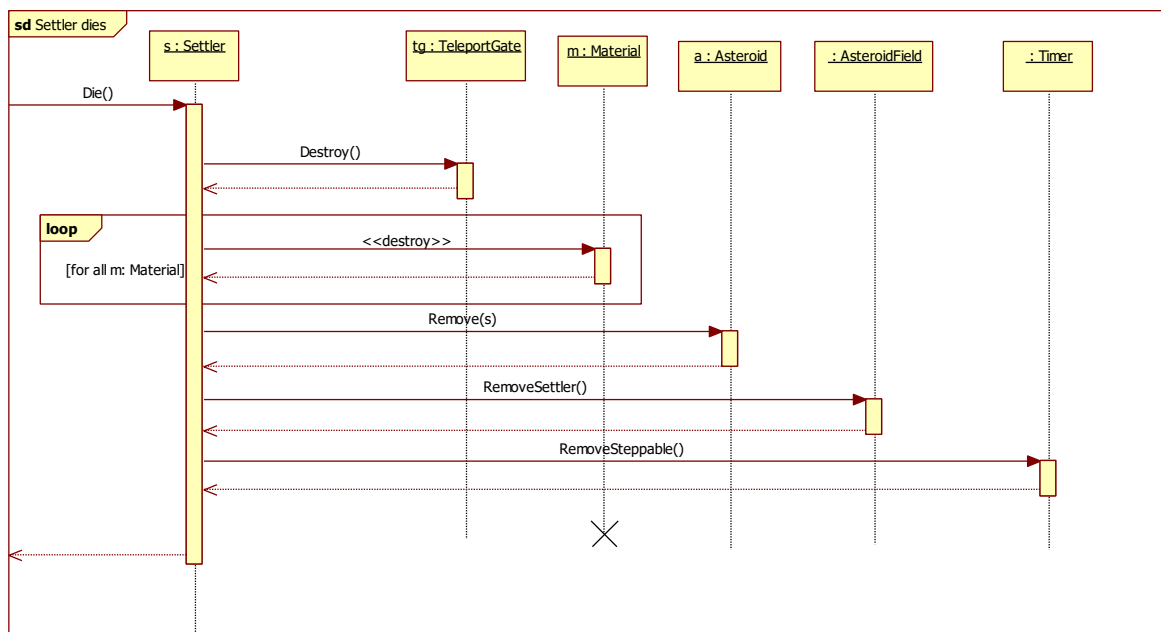 sd Settler dies
s : Settler
tg : TeleportGate
m : Material
a : Asteroid
: AsteroidField
: Timer
Die()
Destroy()
loop
<<destroy>>
[for all m: Material]
Remove(s)
RemoveSettler()
RemoveSteppable()